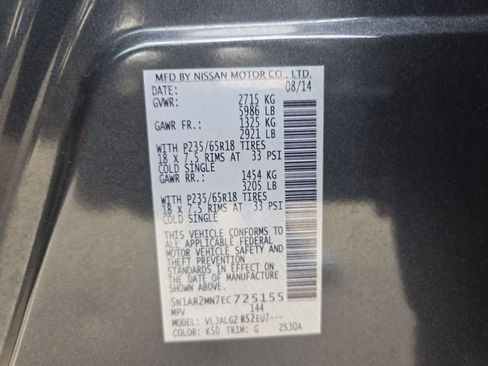 MFD BY NISSAN MOTOR CO., LTD.
DATE: 08/14
GVWR: 2715 KG
5986 LB
GAWR FR.: 1325 KG
2921 LB
WITH P235/65R18 TIRES
18 X 7.5 RIMS AT 33 PSI
COLD SINGLE
GAWR RR.: 1454 KG
3205 LB
WITH P235/65R18 TIRES
18 X 7.5 RIMS AT 33 PSI
COLD SINGLE
THIS VEHICLE CONFORMS TO
ALL APPLICABLE FEDERAL
MOTOR VEHICLE SAFETY
AND THEFT PREVENTION
STANDARDS IN EFFECT ON
THE DATE OF MANUFACTURE
SHOWN ABOVE.
5N1AR2MN7EC725155
MPV 144
MODEL:
COLOR: K50 TRIM: G 2S30A